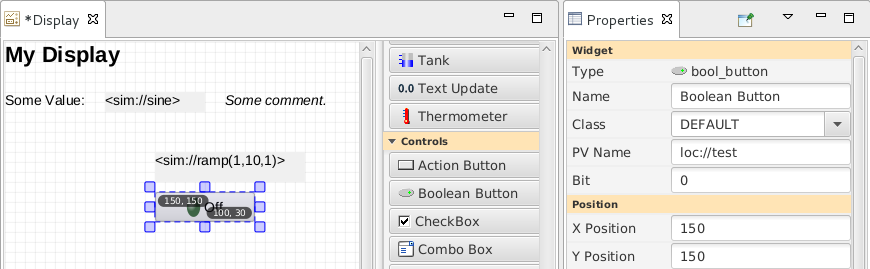 *Display
My Display
Some Value: <sim://sine> Some comment.
<sim://ramp(1,10,1)>
150, 150
Off
100, 30
Tank
0.0 Text Update
Thermometer
Controls
Action Button
Boolean Button
CheckBox
Combo Box
Properties
Widget
Type bool_button
Name Boolean Button
Class DEFAULT
PV Name loc://test
Bit 0
Position
X Position 150
Y Position 150